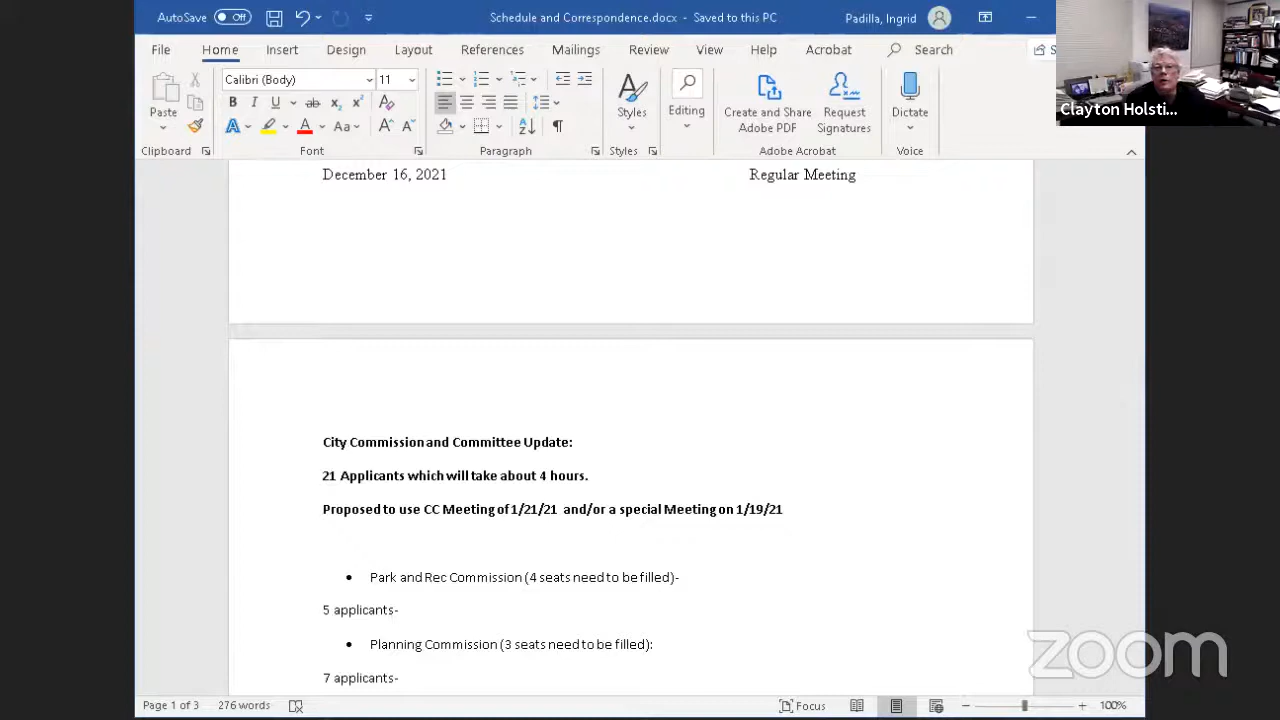 AutoSave Off Schedule and Correspondence.docx - Saved to this PC Padilla, Ingrid
File Home Insert Design Layout References Mailings Review View Help Acrobat Search
Calibri (Body) 11
Paste Styles Editing Create and Share Adobe PDF Request Signatures Dictate
Clipboard Font Paragraph Styles Adobe Acrobat Voice
Clayton Holsti...
December 16, 2021 Regular Meeting
City Commission and Committee Update:
21 Applicants which will take about 4 hours.
Proposed to use CC Meeting of 1/21/21 and/or a special Meeting on 1/19/21
• Park and Rec Commission (4 seats need to be filled)-
5 applicants-
• Planning Commission (3 seats need to be filled):
7 applicants-
zoom
Page 1 of 3 276 words Focus 100%